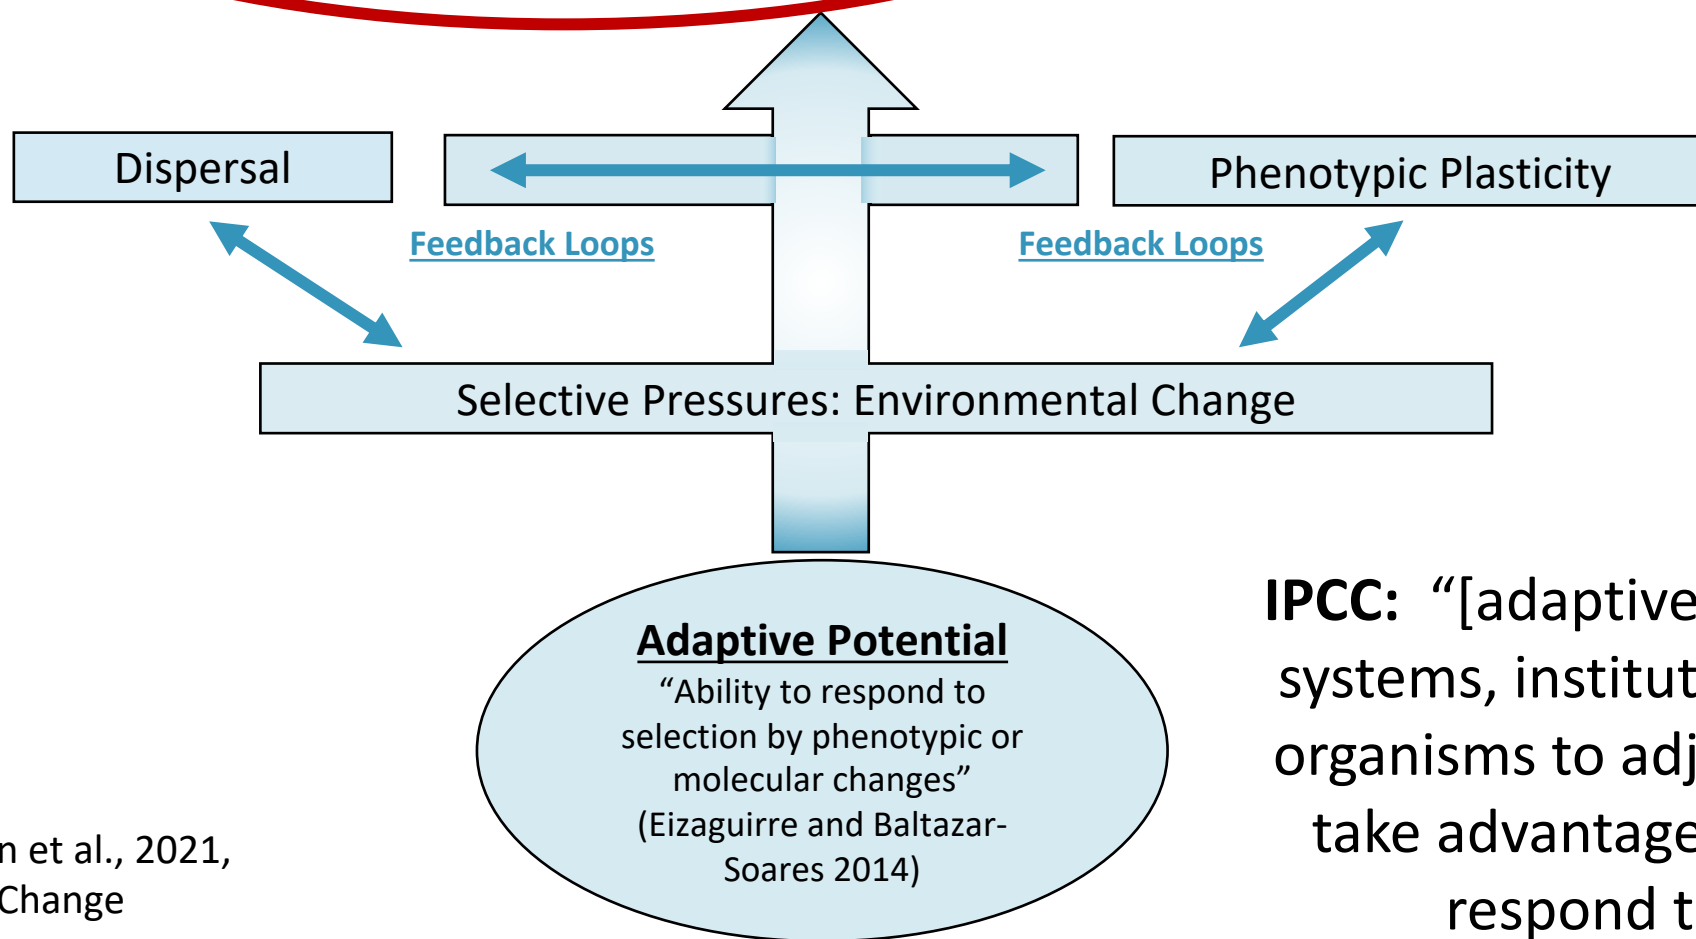 Dispersal
Phenotypic Plasticity
Feedback Loops
Feedback Loops
Selective Pressures: Environmental Change
Adaptive Potential
“Ability to respond to
selection by phenotypic or
molecular changes”
(Eizaguirre and Baltazar-
Soares 2014)
IPCC: “[adaptive
systems, institut
organisms to adj
take advantage
respond t
n et al., 2021,
Change